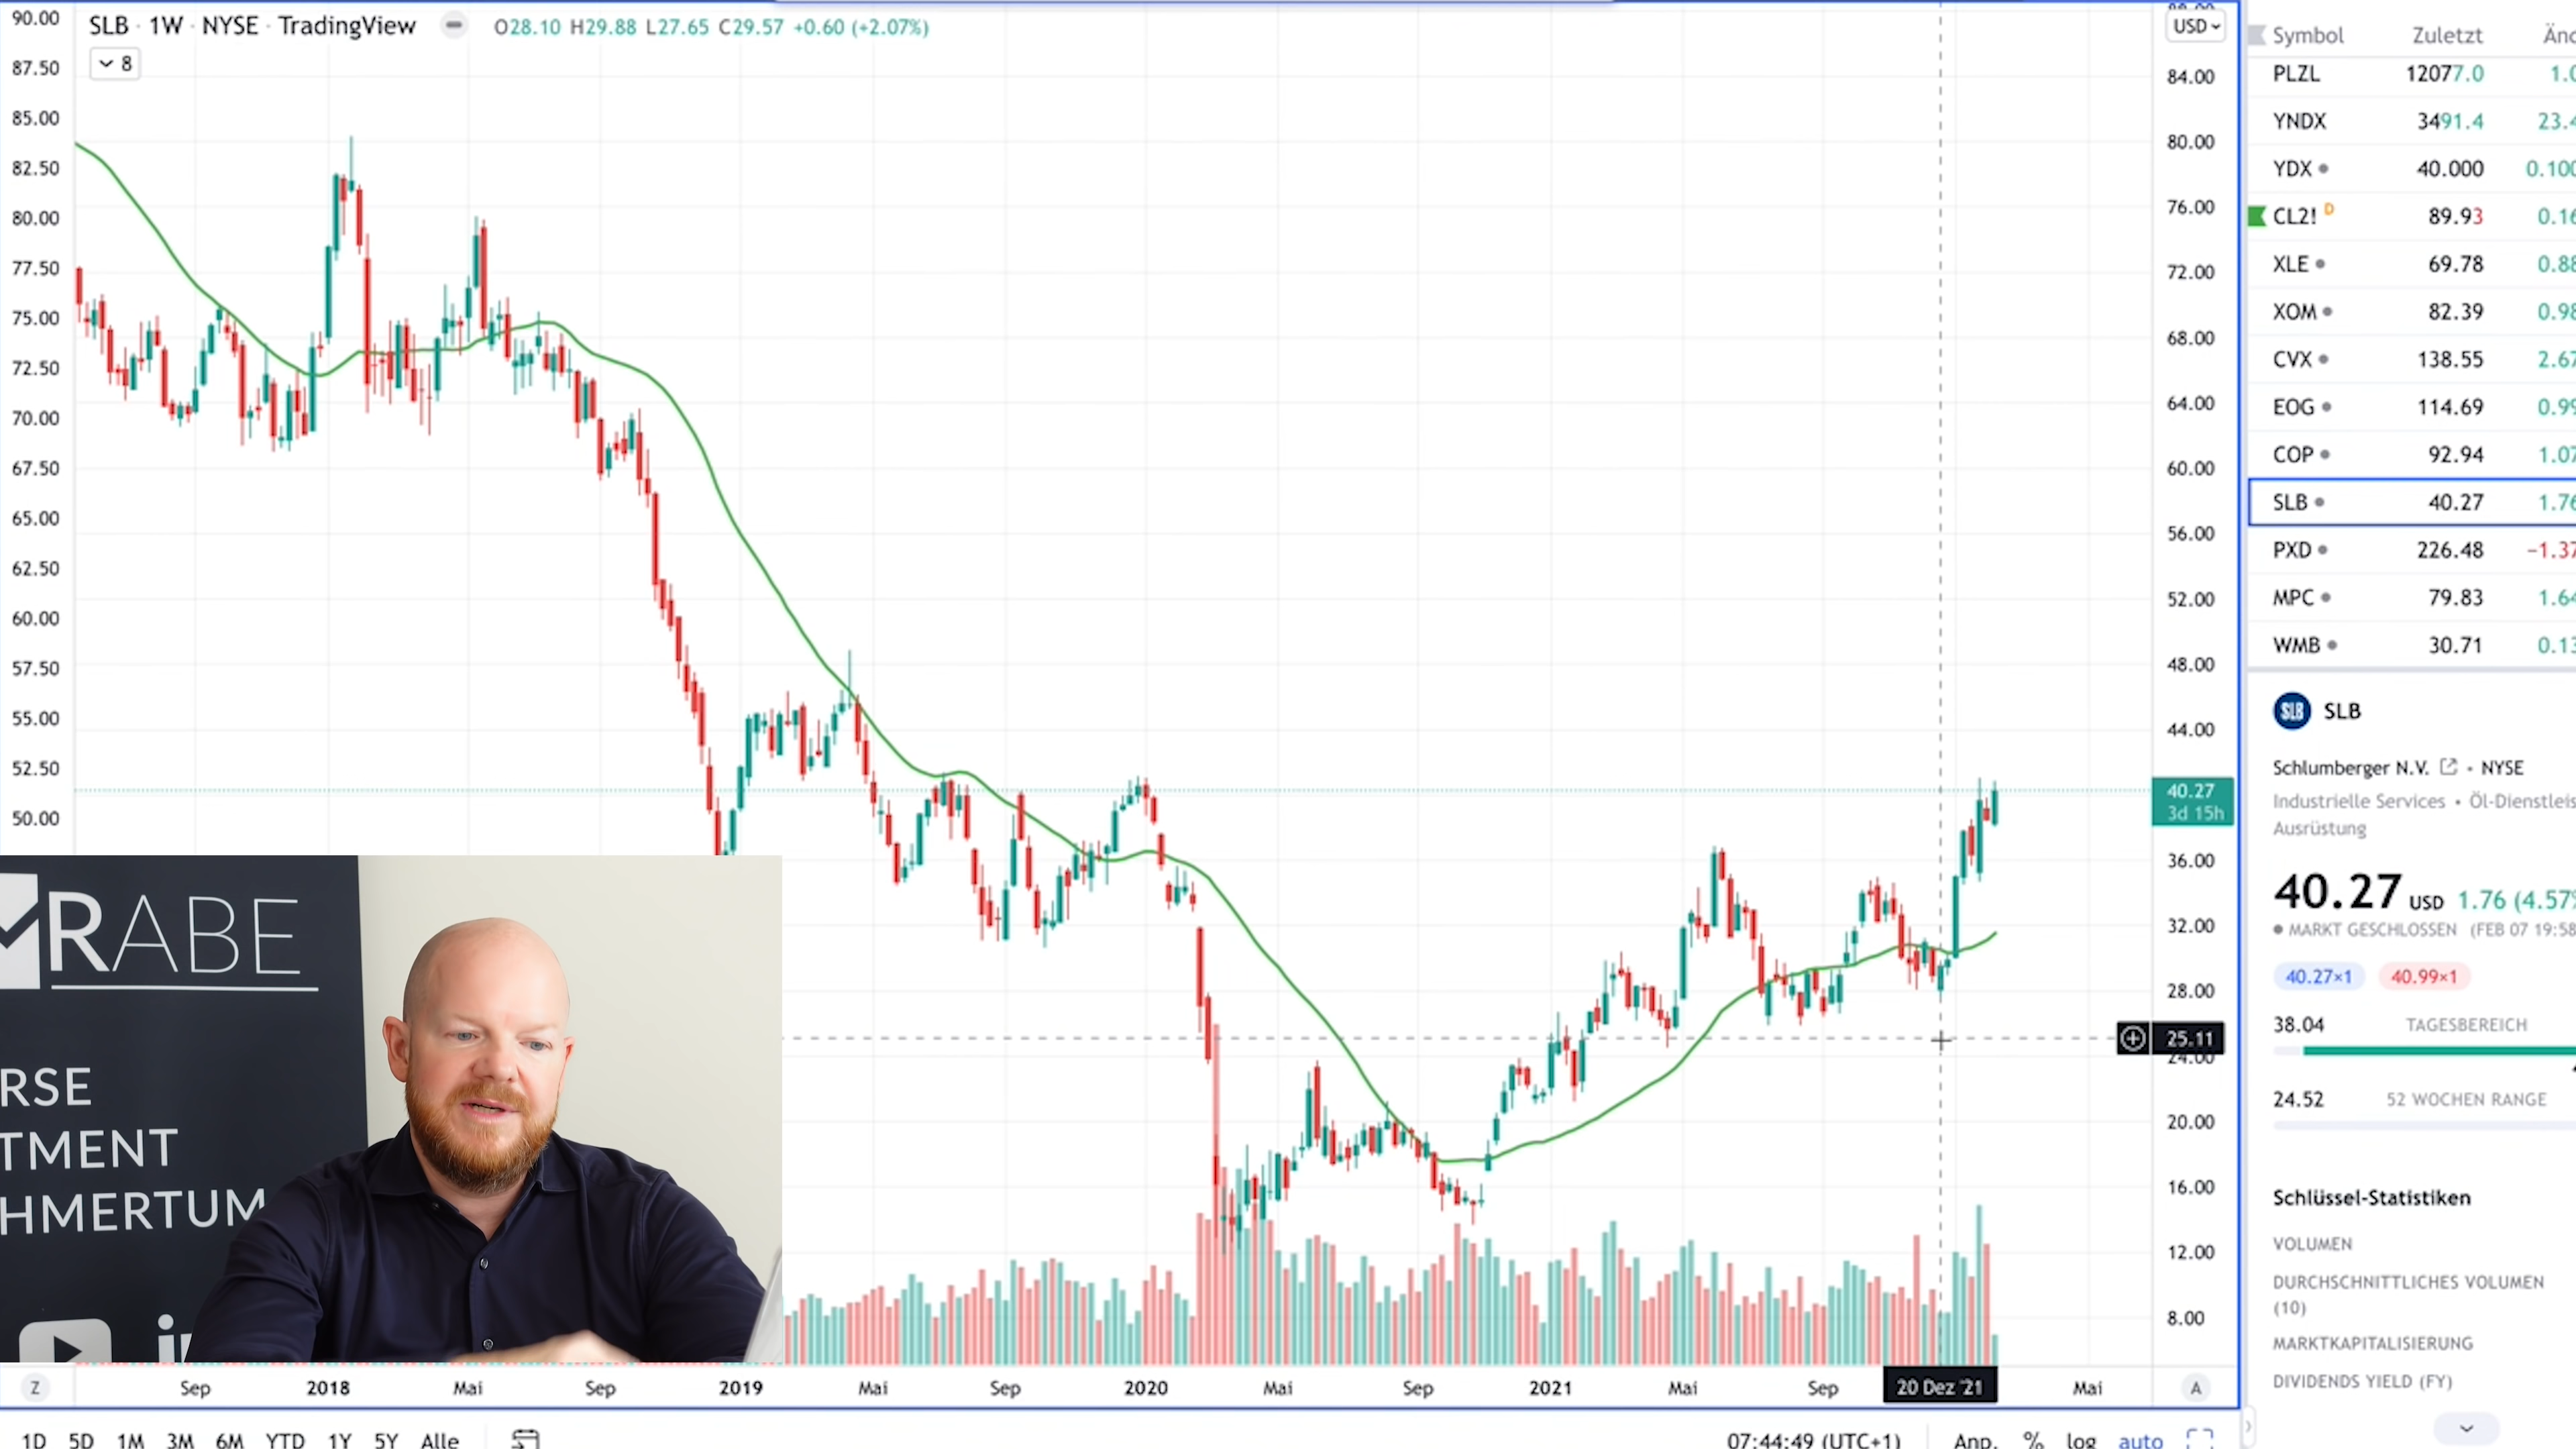 SLB · 1W · NYSE · TradingView
O28.10 H29.88 L27.65 C29.57 +0.60 (+2.07%)
8
90.00
87.50
85.00
82.50
80.00
77.50
75.00
72.50
70.00
67.50
65.00
62.50
60.00
57.50
55.00
52.50
50.00
USD
84.00
80.00
76.00
72.00
68.00
64.00
60.00
56.00
52.00
48.00
44.00
40.27
3d 15h
36.00
32.00
28.00
25.11
24.00
20.00
16.00
12.00
8.00
RABE
RSE
TMENT
HMERTUM
Z
Sep
2018
Mai
Sep
2019
Mai
Sep
2020
Mai
Sep
2021
Mai
Sep
20 Dez '21
Mai
A
1D 5D 1M 3M 6M YTD 1Y 5Y Alle
07:44:49 (UTC+1)
Anp. % log auto
Symbol Zuletzt
PLZL 12077.0
YNDX 3491.4
YDX 40.000
CL2! D 89.93
XLE 69.78
XOM 82.39
CVX 138.55
EOG 114.69
COP 92.94
SLB 40.27
PXD 226.48
MPC 79.83
WMB 30.71
SLB SLB
Schlumberger N.V. · NYSE
Industrielle Services • Öl-Dienstleis
Ausrüstung
40.27 USD 1.76 (4.57%
MARKT GESCHLOSSEN (FEB 07 19:58
40.27×1 40.99×1
38.04 TAGESBEREICH
24.52 52 WOCHEN RANGE
Schlüssel-Statistiken
VOLUMEN
DURCHSCHNITTLICHES VOLUMEN
(10)
MARKTKAPITALISIERUNG
DIVIDENDS YIELD (FY)